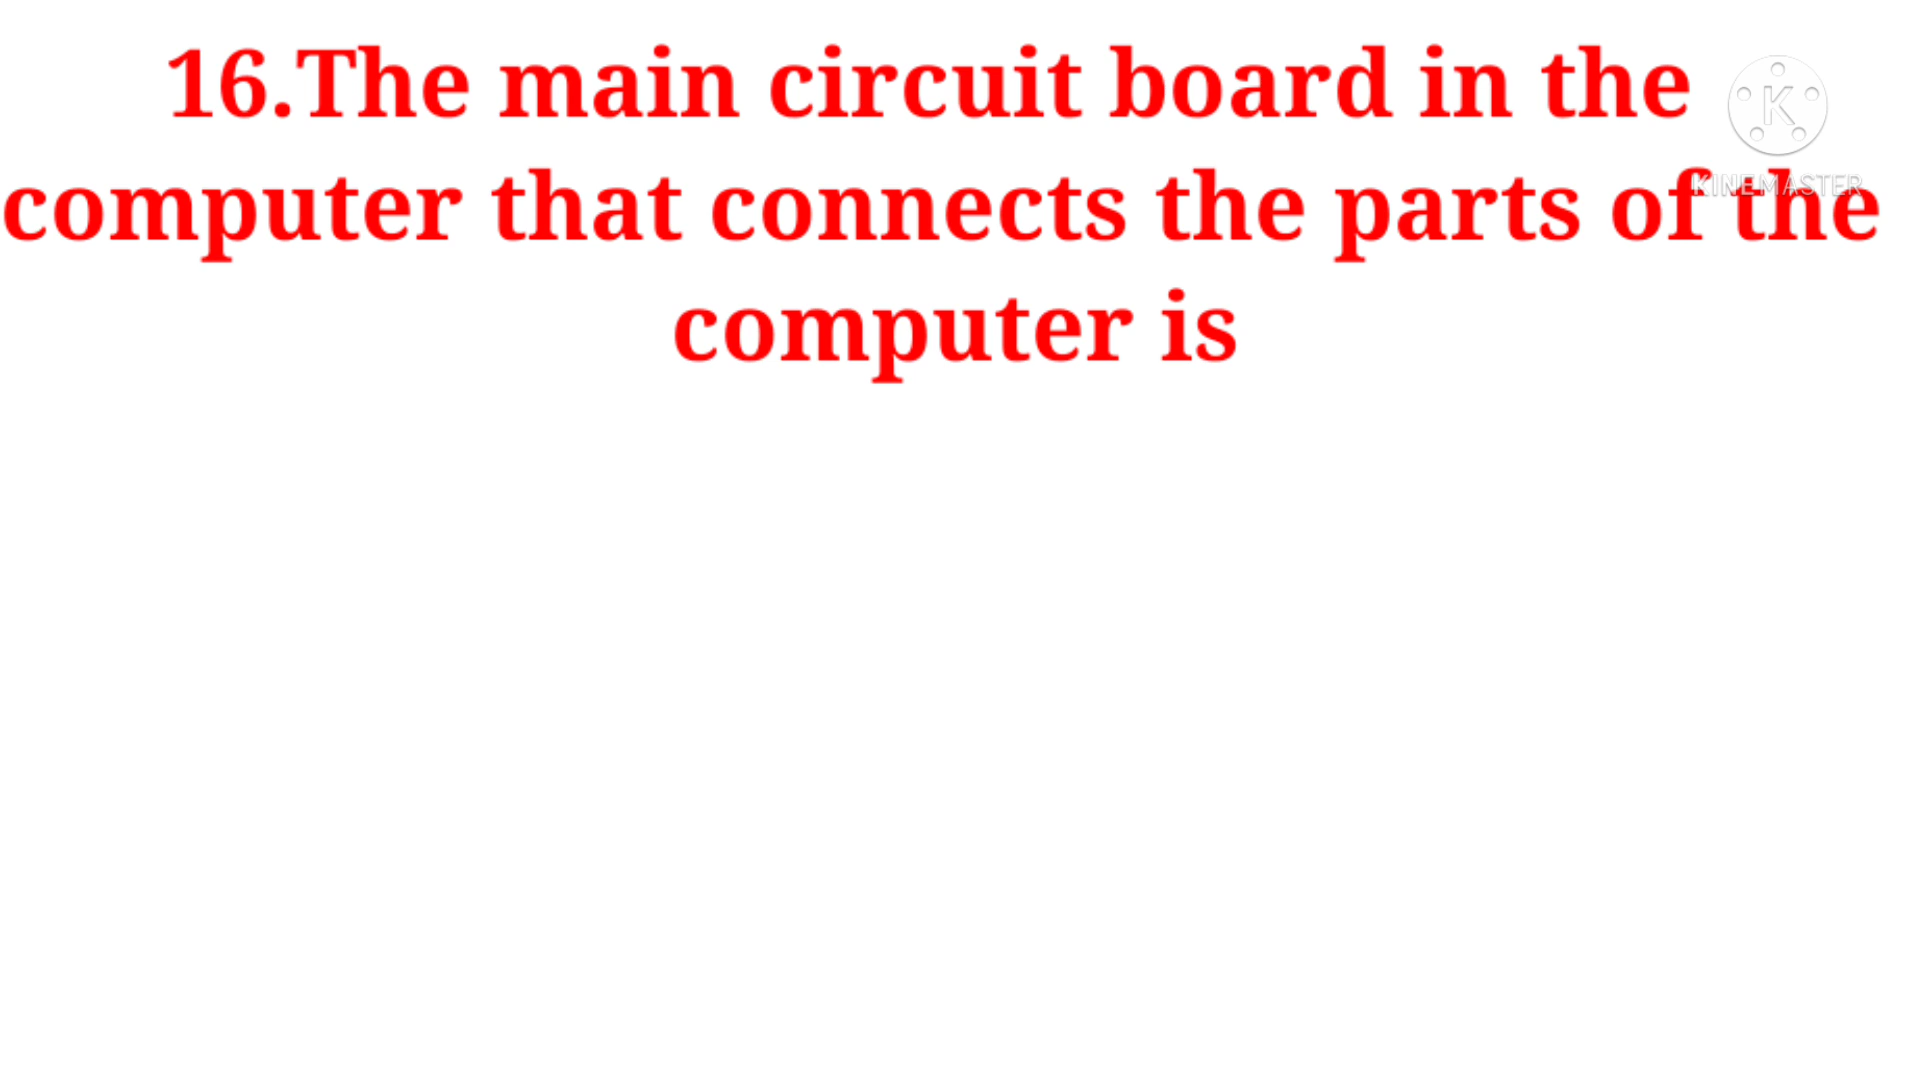 16.The main circuit board in the
computer that connects the parts of the
computer is
K
KINEMASTER